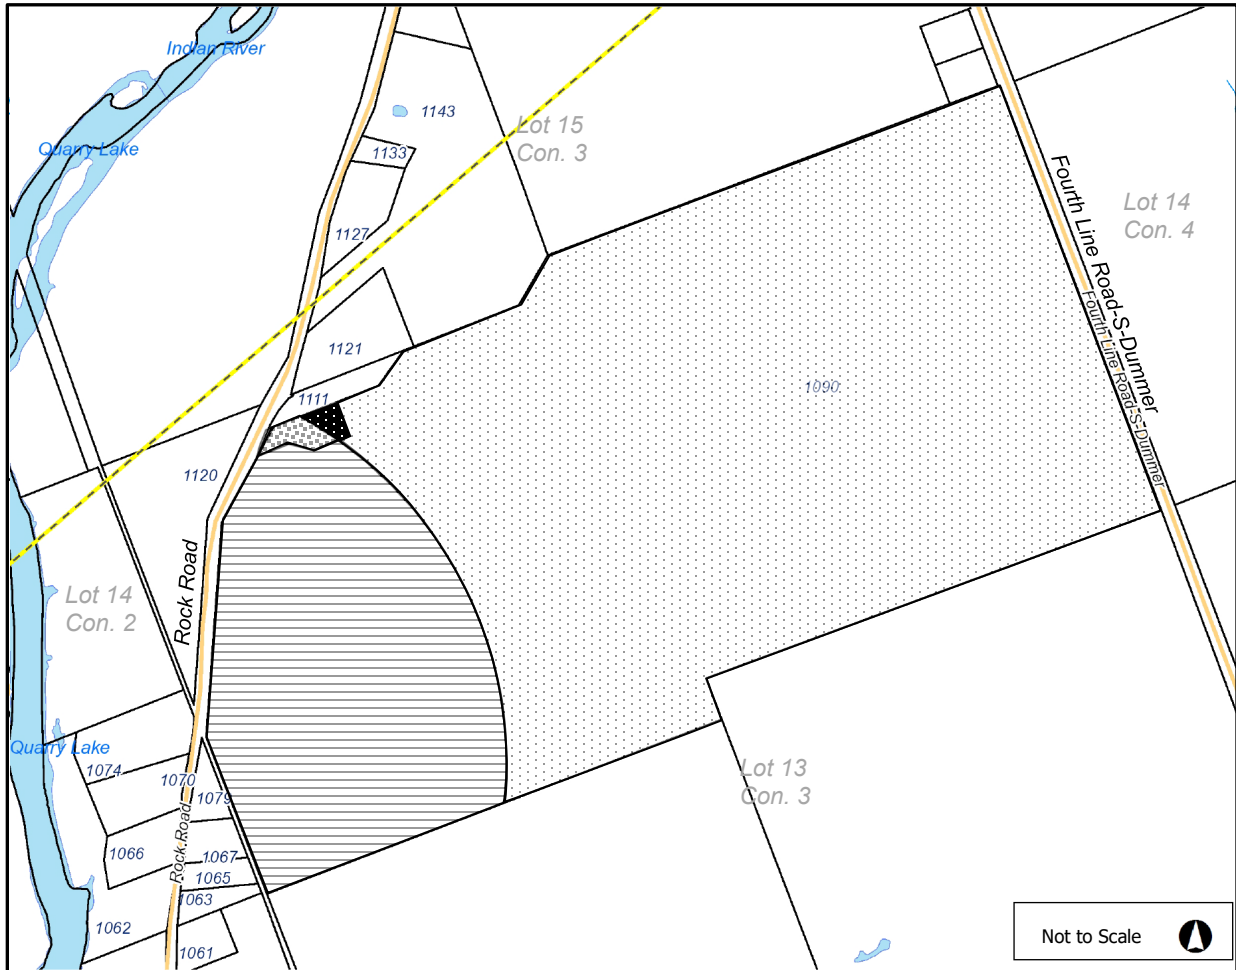 Indian River
1143
Lot 15
Con. 3
Quarry Lake
1133
Fourth Line Road-S-Dummer
Lot 14
Con. 4
1127
Fourth Line Road-S-Dummer
1121
1090
1111
1120
Rock Road
Lot 14
Con. 2
Quarry Lake
1074
1070
Lot 13
Con. 3
1079
Rock Road
1066
1067
1065
1063
1062
1061
Not to Scale